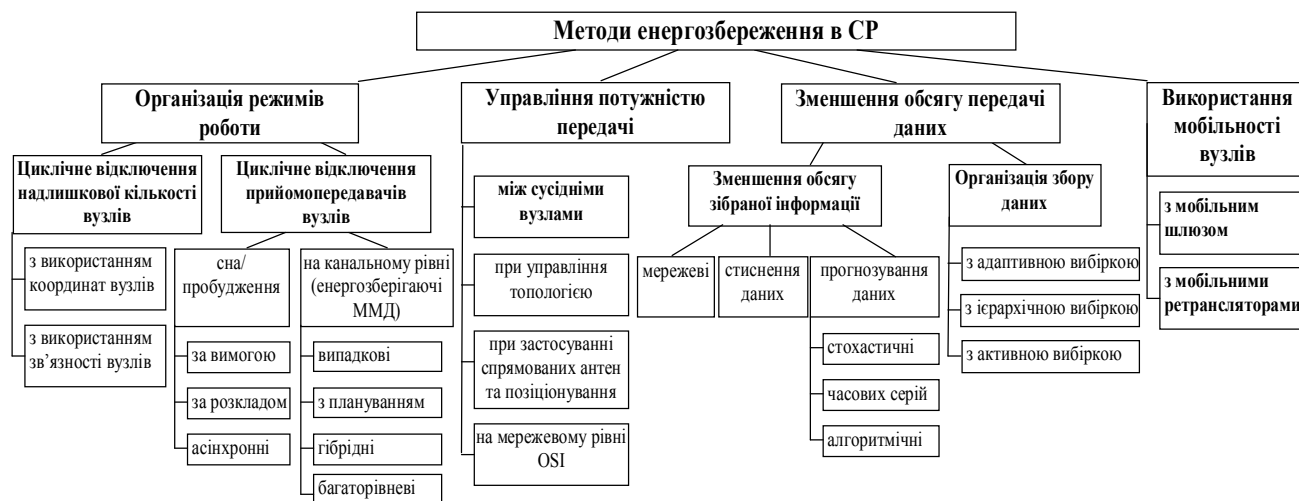 Методи енергозбереження в СР
Організація режимів
роботи
Управління потужністю
передачі
Зменшення обсягу передачі
даних
Використання
мобільності
вузлів
Циклічне відключення
надлишкової кількості
вузлів
Циклічне відключення
прийомопередавачів
вузлів
з використанням
координат вузлів
з використанням
зв’язності вузлів
сна/
пробудження
за вимогою
за розкладом
асінхронні
на канальному рівні
(енергозберігаючі
ММД)
випадкові
з плануванням
гібрідні
багаторівневі
між сусідніми
вузлами
при управління
топологією
при застосуванні
спрямованих антен
та позіціонування
на мережевому рівні
OSI
Зменшення обсягу
зібраної інформації
Організація збору
даних
мережеві
стиснення
даних
прогнозування
даних
стохастичні
часових серій
алгоритмічні
з адаптивною вибіркою
з ієрархічною вибіркою
з активною вибіркою
з мобільним
шлюзом
з мобільними
ретрансляторами